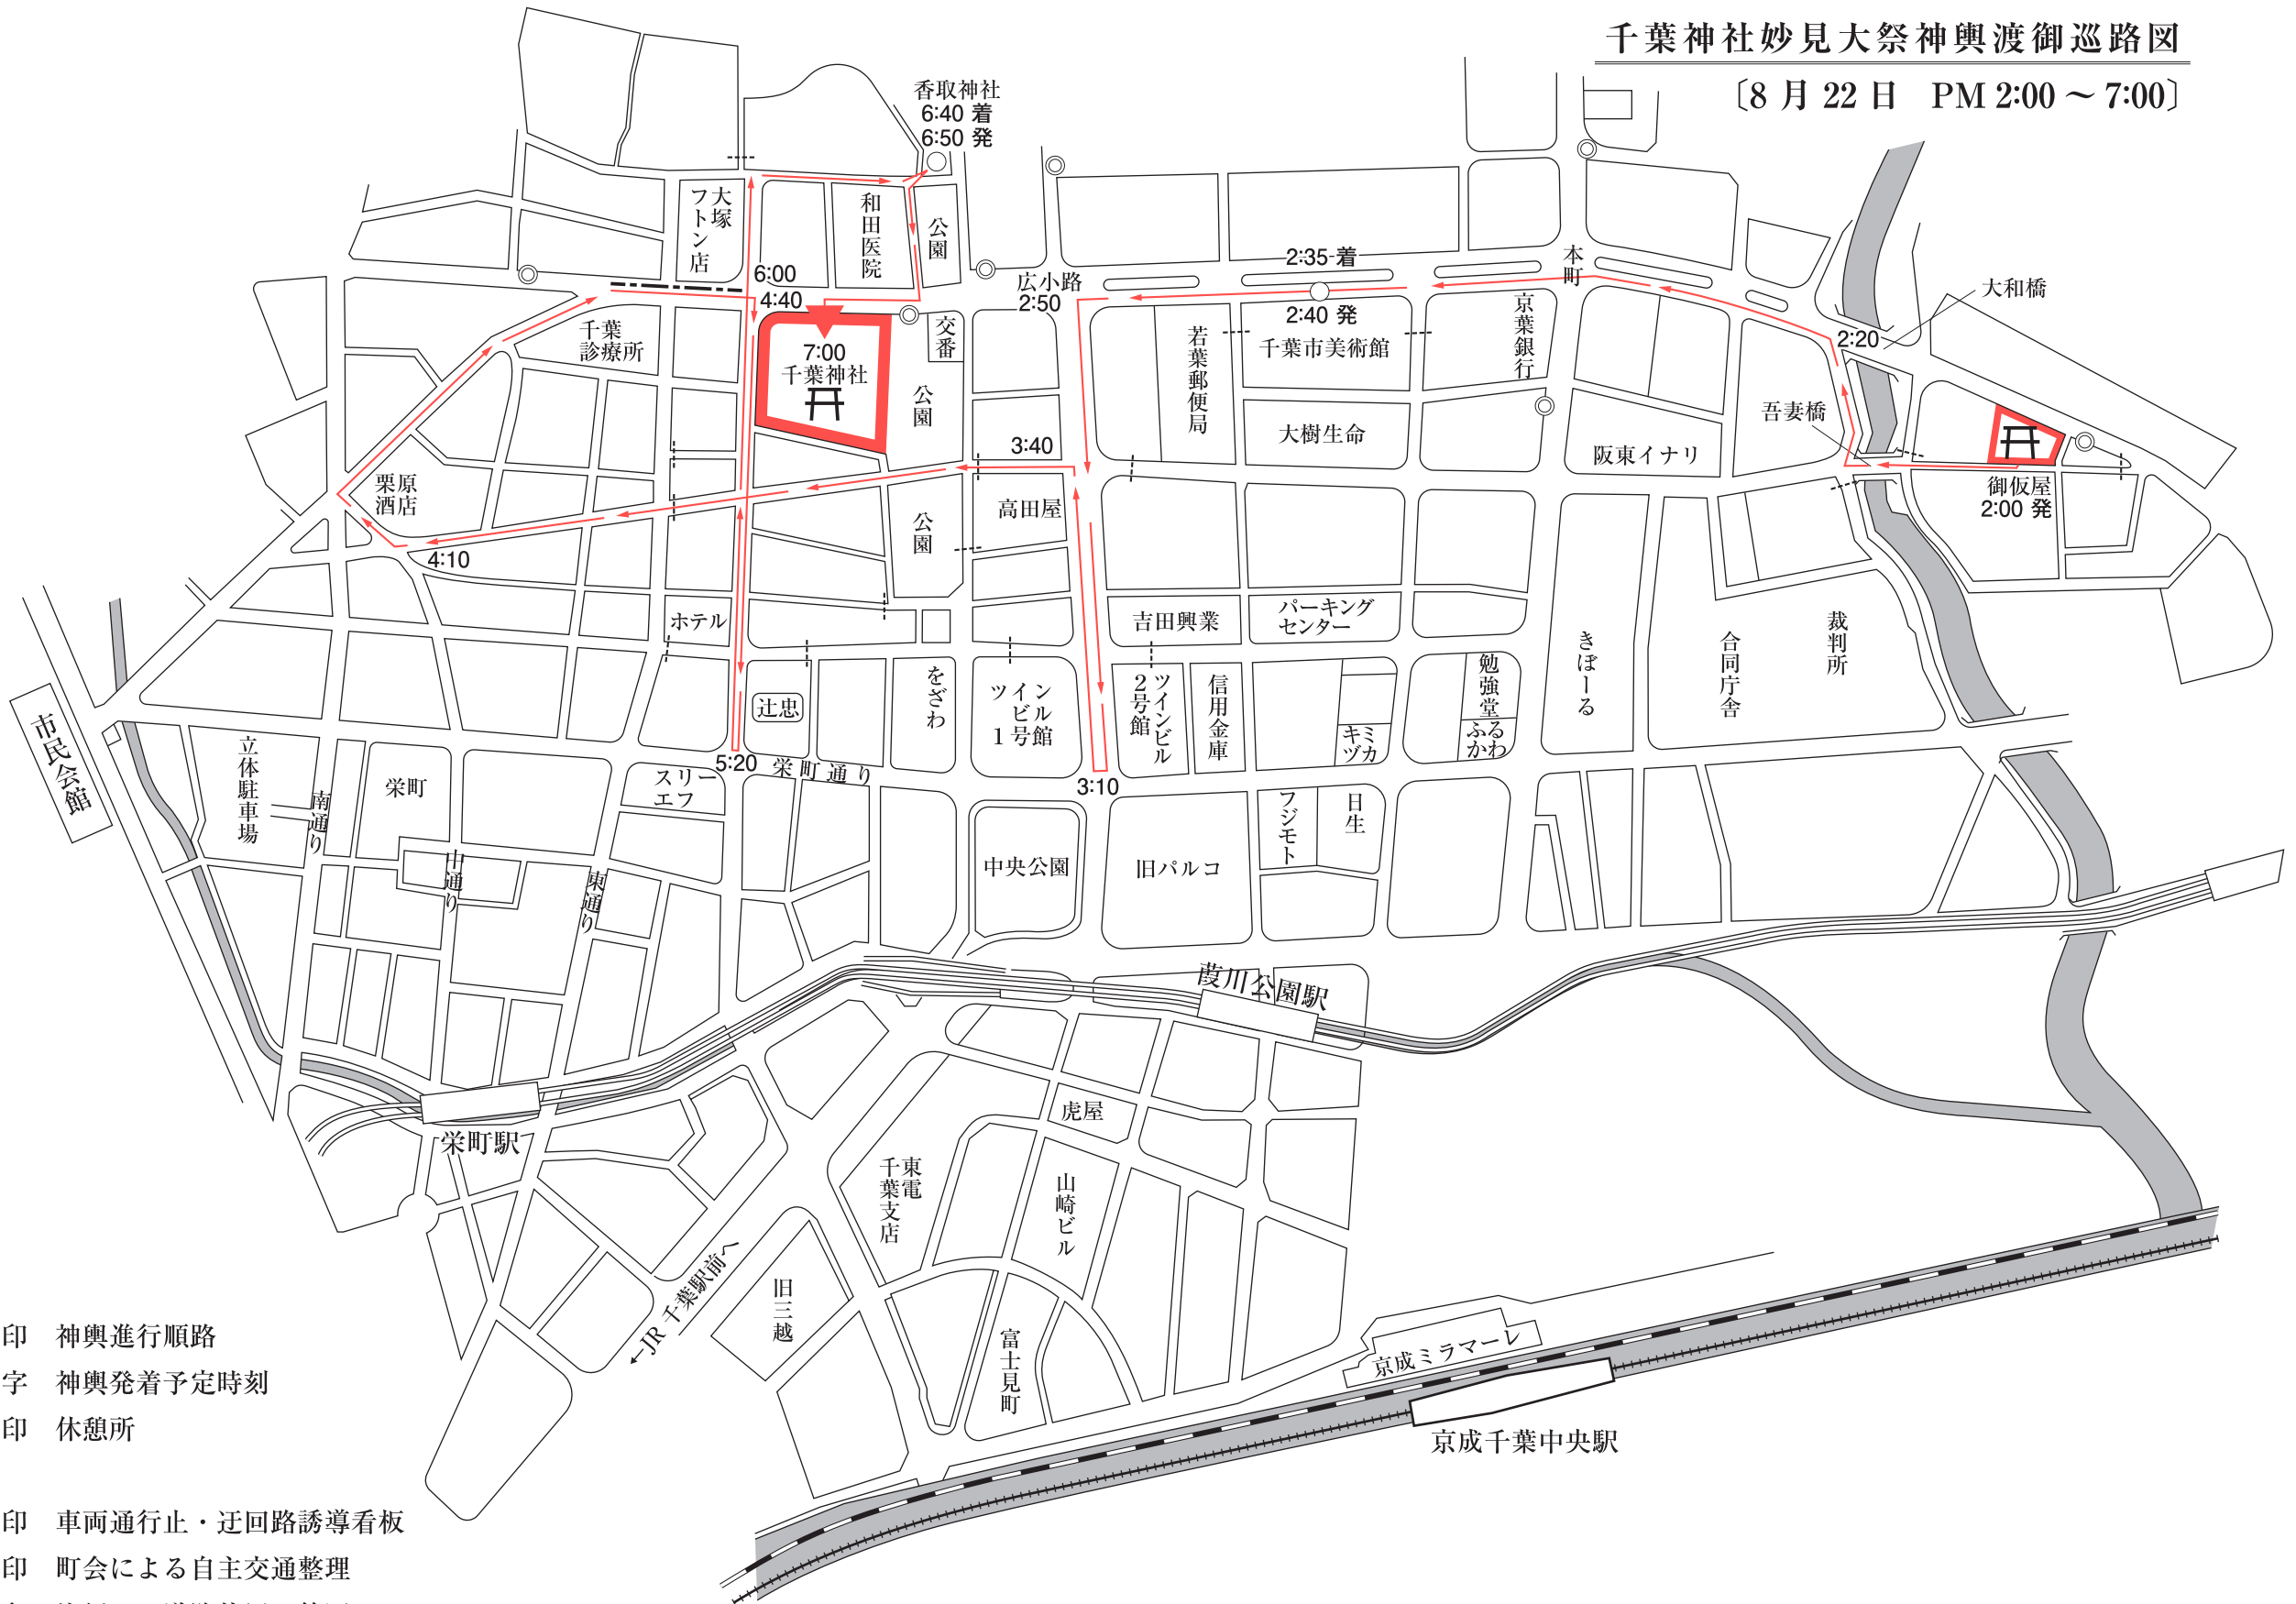 千葉神社妙見大祭神輿渡御巡路図
〔8 月 22 日　PM 2:00 〜 7:00〕
香取神社
6:40 着
6:50 発
大塚
フトン店
和田医院
公園
6:00
4:40
広小路
2:50
2:35 着
2:40 発
本町
大和橋
2:20
千葉
診療所
7:00
千葉神社
交番
公園
若葉郵便局
千葉市美術館
京葉銀行
大樹生命
阪東イナリ
吾妻橋
御仮屋
2:00 発
3:40
栗原
酒店
4:10
高田屋
公園
ホテル
吉田興業
パーキング
センター
きぼーる
合同庁舎
裁判所
辻忠
をざわ
ツイン
ビル
1 号館
ツインビル
2号館
信用金庫
キミ
ヅカ
勉強堂
ふる
かわ
市民会館
立体駐車場
南通り
栄町
中通り
東通り
5:20
栄町通り
スリー
エフ
3:10
中央公園
旧パルコ
フジモト
日生
葭川公園駅
栄町駅
虎屋
東電
千葉支店
山崎ビル
←JR 千葉駅前へ
旧三越
富士見町
京成ミラマーレ
京成千葉中央駅
印　神輿進行順路
字　神輿発着予定時刻
印　休憩所
印　車両通行止・迂回路誘導看板
印　町会による自主交通整理